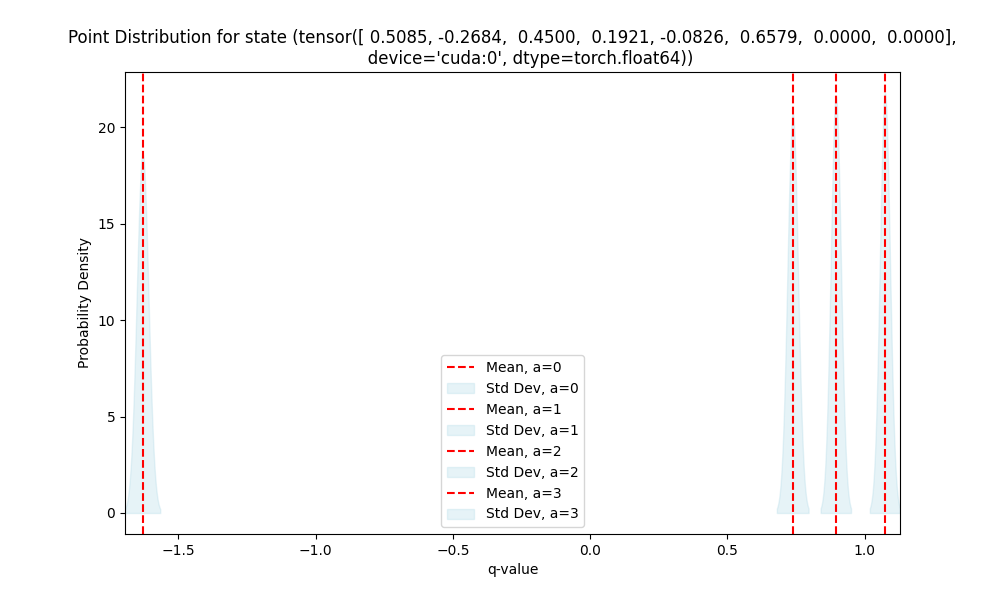 Point Distribution for state (tensor([ 0.5085, -0.2684,  0.4500,  0.1921, -0.0826,  0.6579,  0.0000,  0.0000],
device='cuda:0', dtype=torch.float64))
20
15
10
5
0
Probability Density
Mean, a=0
Std Dev, a=0
Mean, a=1
Std Dev, a=1
Mean, a=2
Std Dev, a=2
Mean, a=3
Std Dev, a=3
−1.5 −1.0 −0.5 0.0 0.5 1.0
q-value